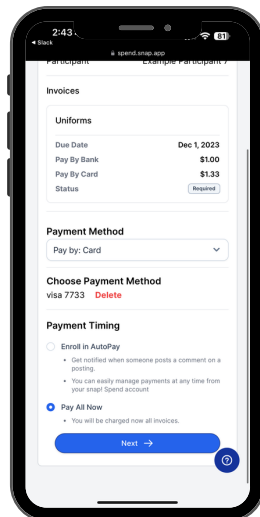 2:43
81
◀ Slack
spend.snap.app
Participant Example Participant 7
Invoices
Uniforms
Due Date Dec 1, 2023
Pay By Bank $1.00
Pay By Card $1.33
Status Required
Payment Method
Pay by: Card
Choose Payment Method
visa 7733 Delete
Payment Timing
Enroll in AutoPay
• Get notified when someone posts a comment on a
posting.
• You can easily manage payments at any time from
your snap! Spend account
Pay All Now
• You will be charged now all invoices.
Next →
?